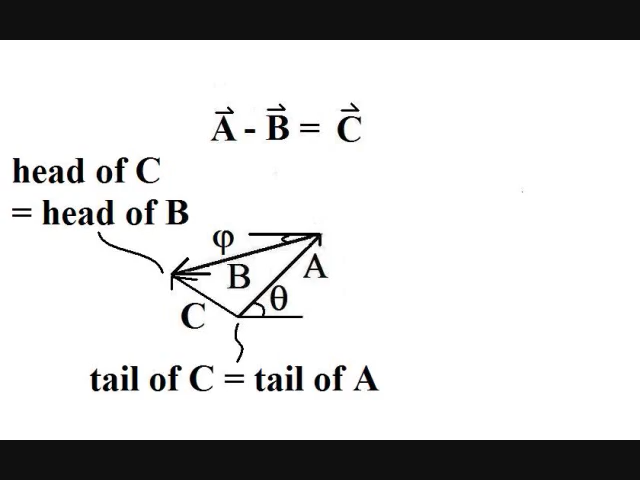 A⃗ - B⃗ = C⃗
head of C
= head of B
φ
B
A
θ
C
tail of C = tail of A